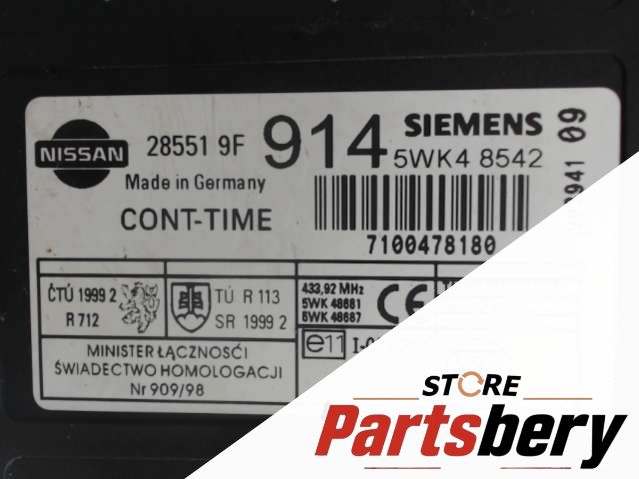 NISSAN
28551 9F 914
SIEMENS
5WK4 8542
Made in Germany
CONT-TIME
7100478180
941 09
ČTÚ 1999 2
R 712
TÚ R 113
SR 1999 2
433,92 MHz
5WK 48681
5WK 48687
CE
e11
MINISTER ŁĄCZNOŚĆI
ŚWIADECTWO HOMOLOGACJI
Nr 909/98
STORE
Partsbery